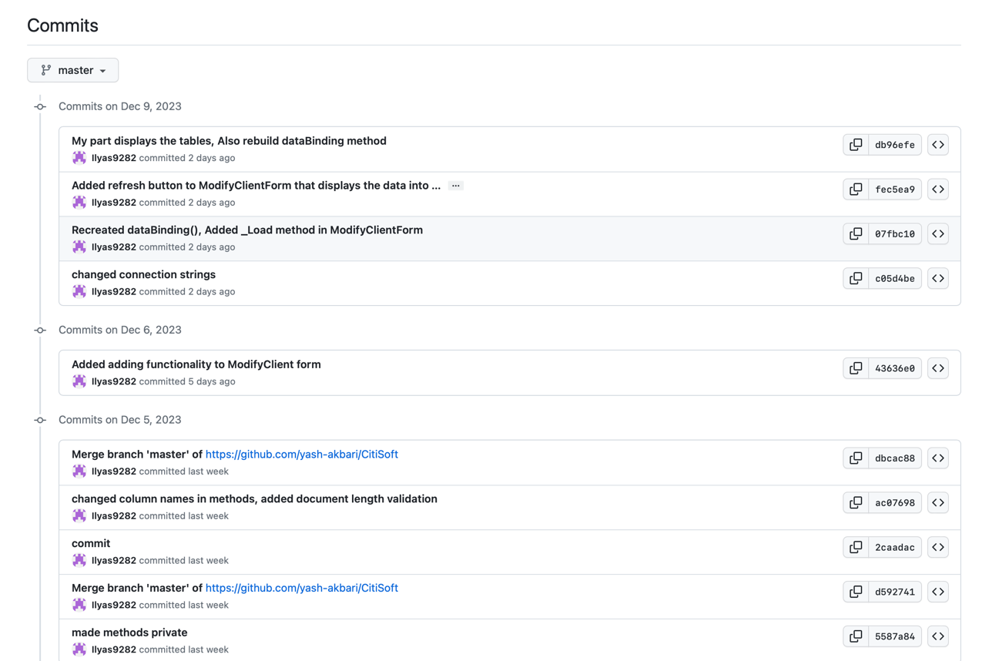 Commits
master
Commits on Dec 9, 2023
My part displays the tables, Also rebuild dataBinding method
db96efe
Ilyas9282 committed 2 days ago
Added refresh button to ModifyClientForm that displays the data into ... …
fec5ea9
Ilyas9282 committed 2 days ago
Recreated dataBinding(), Added _Load method in ModifyClientForm
07fbc10
Ilyas9282 committed 2 days ago
changed connection strings
c05d4be
Ilyas9282 committed 2 days ago
Commits on Dec 6, 2023
Added adding functionality to ModifyClient form
43636e0
Ilyas9282 committed 5 days ago
Commits on Dec 5, 2023
Merge branch 'master' of https://github.com/yash-akbari/CitiSoft
dbcac88
Ilyas9282 committed last week
changed column names in methods, added document length validation
ac07698
Ilyas9282 committed last week
commit
2caadac
Ilyas9282 committed last week
Merge branch 'master' of https://github.com/yash-akbari/CitiSoft
d592741
Ilyas9282 committed last week
made methods private
5587a84
Ilyas9282 committed last week